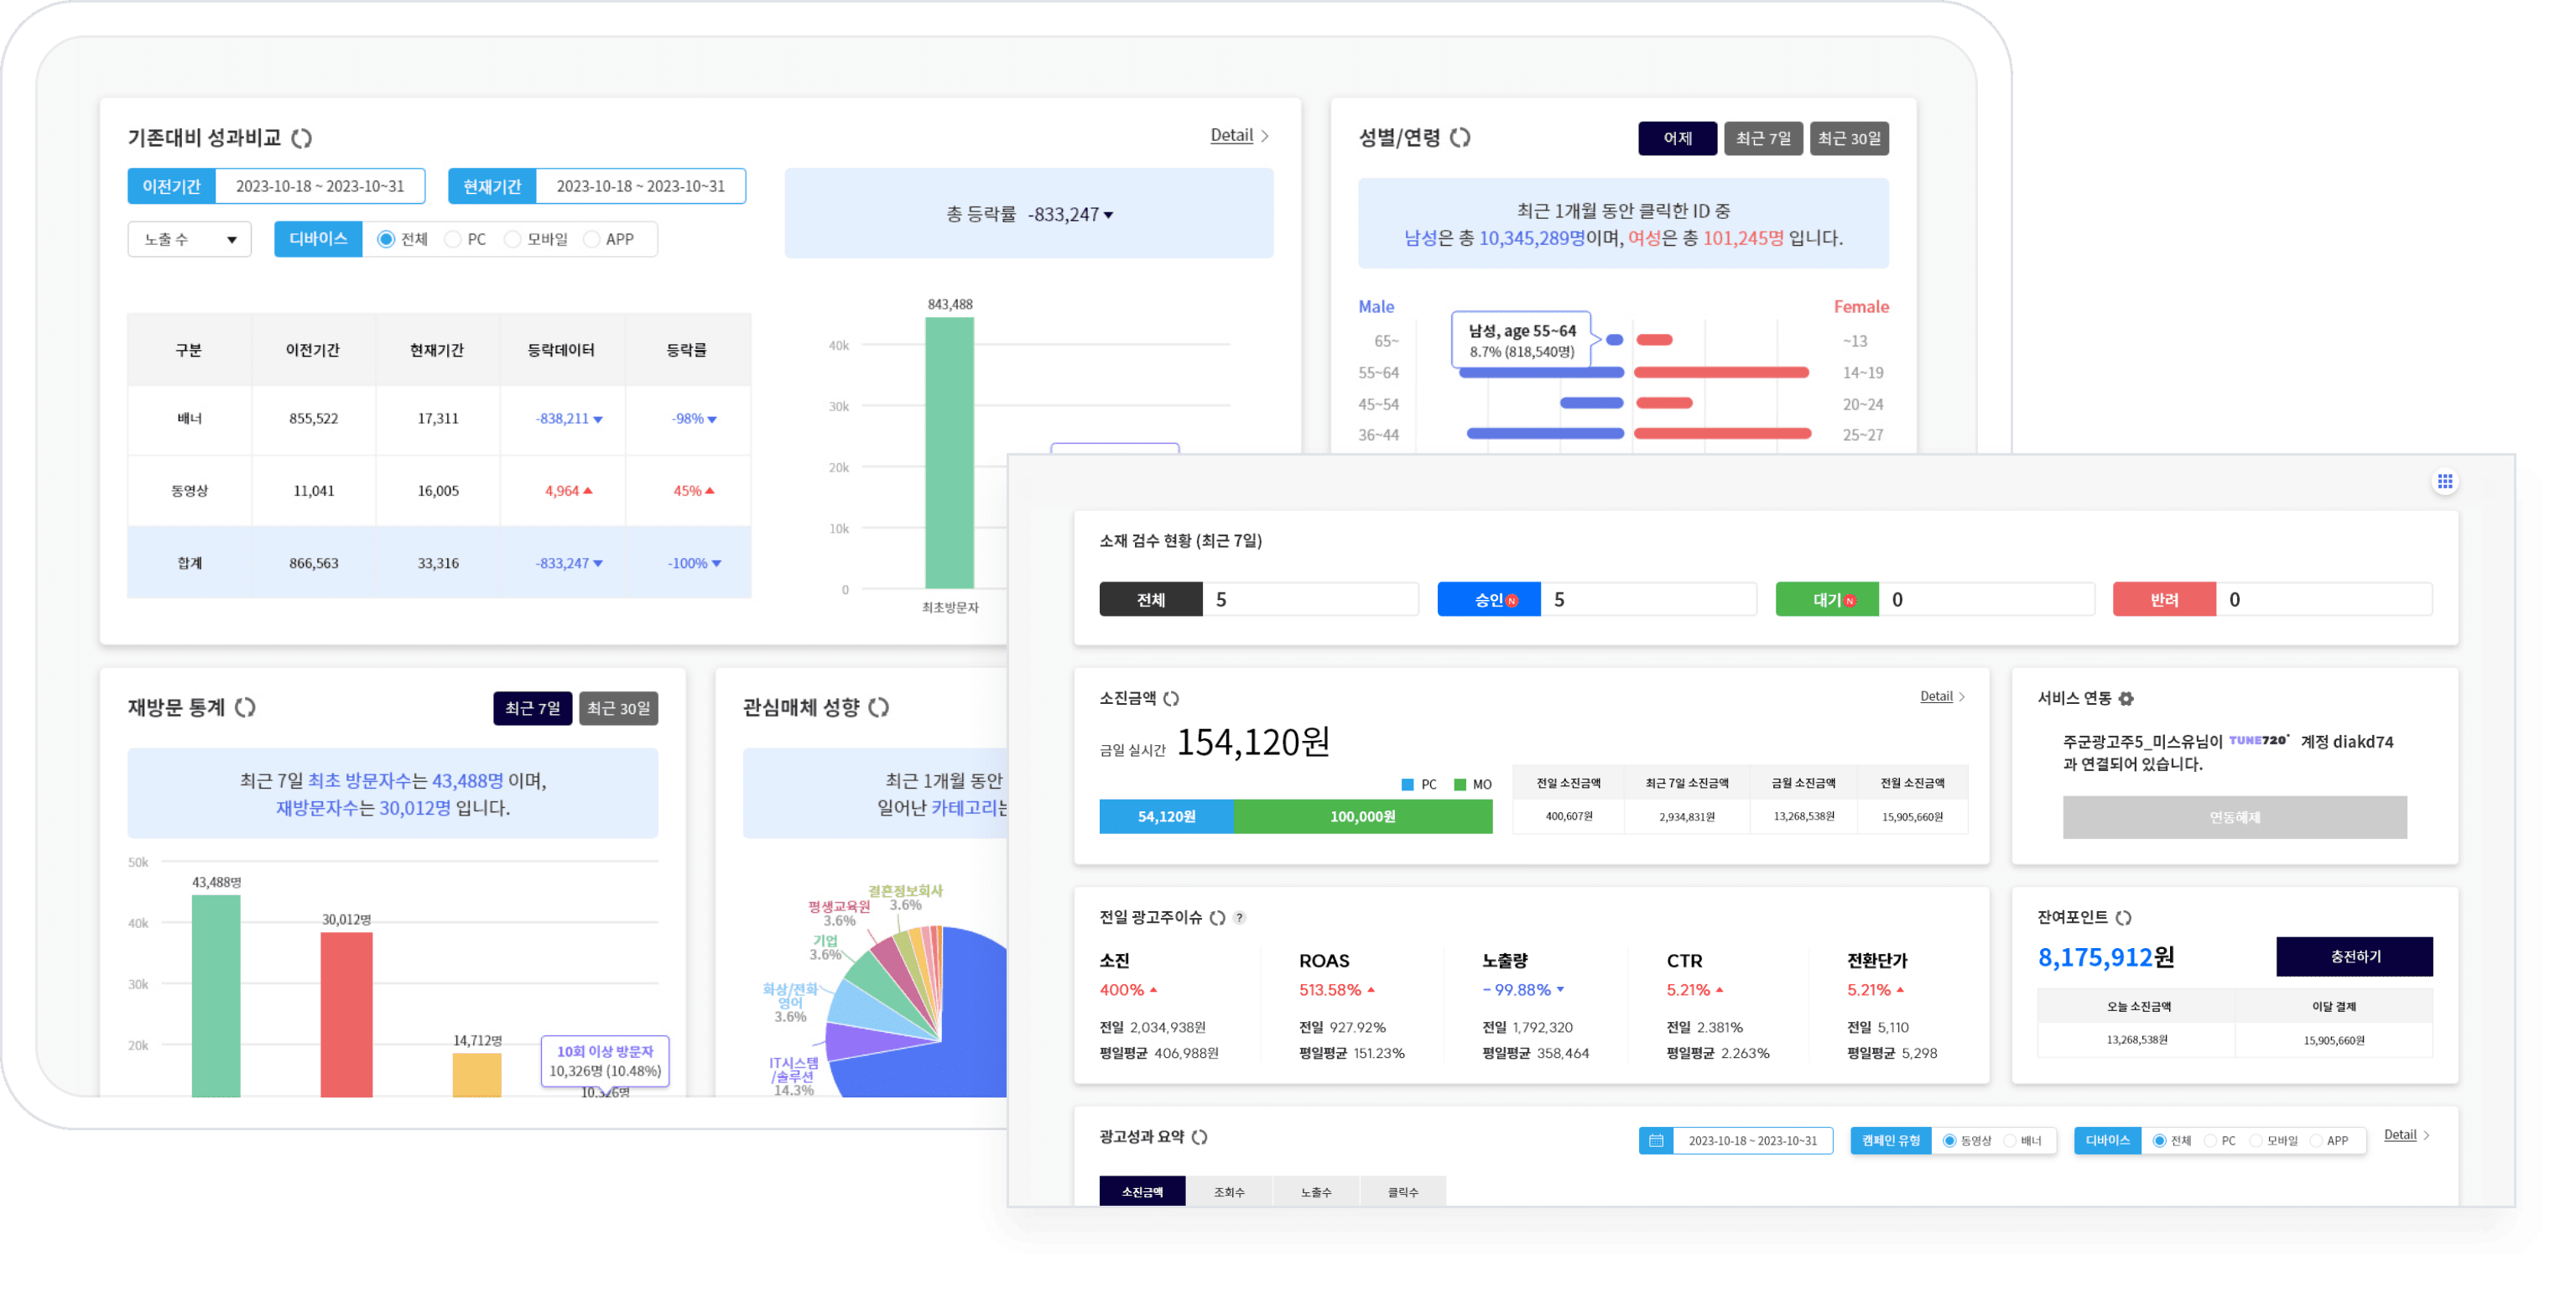 기존대비 성과비교
Detail
이전기간 2023-10-18 ~ 2023-10~31
현재기간 2023-10-18 ~ 2023-10~31
노출 수
디바이스 전체 PC 모바일 APP
총 등락률 -833,247
구분 이전기간 현재기간 등락데이터 등락률
배너 855,522 17,311 -838,211 -98%
동영상 11,041 16,005 4,964 45%
합계 866,563 33,316 -833,247 -100%
843,488
40k
30k
20k
10k
0
최초방문자
성별/연령
어제 최근 7일 최근 30일
최근 1개월 동안 클릭한 ID 중
남성은 총 10,345,289명이며, 여성은 총 101,245명 입니다.
Male Female
남성, age 55~64
8.7% (818,540명)
65~ ~13
55~64 14~19
45~54 20~24
36~44 25~27
재방문 통계
최근 7일 최근 30일
최근 7일 최초 방문자수는 43,488명 이며,
재방문자수는 30,012명 입니다.
50k
40k
30k
20k
43,488명
30,012명
14,712명
10회 이상 방문자
10,326명 (10.48%)
10,326명
관심매체 성향
최근 1개월 동안
일어난 카테고리는
결혼정보회사
3.6%
평생교육원
3.6%
기업
3.6%
화상/전화
영어
3.6%
IT시스템
/솔루션
14.3%
소재 검수 현황 (최근 7일)
전체 5
승인 N 5
대기 N 0
반려 0
소진금액
Detail
금일 실시간 154,120원
PC MO
54,120원 100,000원
전일 소진금액 최근 7일 소진금액 금월 소진금액 전월 소진금액
400,607원 2,934,831원 13,268,538원 15,905,660원
서비스 연동
주군광고주5_미스유님이 TUNE720 계정 diakd74
과 연결되어 있습니다.
연동해제
전일 광고주이슈 ?
소진 ROAS 노출량 CTR 전환단가
400% 513.58% - 99.88% 5.21% 5.21%
전일 2,034,938원 전일 927.92% 전일 1,792,320 전일 2.381% 전일 5,110
평일평균 406,988원 평일평균 151.23% 평일평균 358,464 평일평균 2.263% 평일평균 5,298
잔여포인트
8,175,912원
충전하기
오늘 소진금액 이달 결제
13,268,538원 15,905,660원
광고성과 요약
2023-10-18 ~ 2023-10~31
캠페인 유형 동영상 배너
디바이스 전체 PC 모바일 APP
Detail
소진금액 조회수 노출수 클릭수